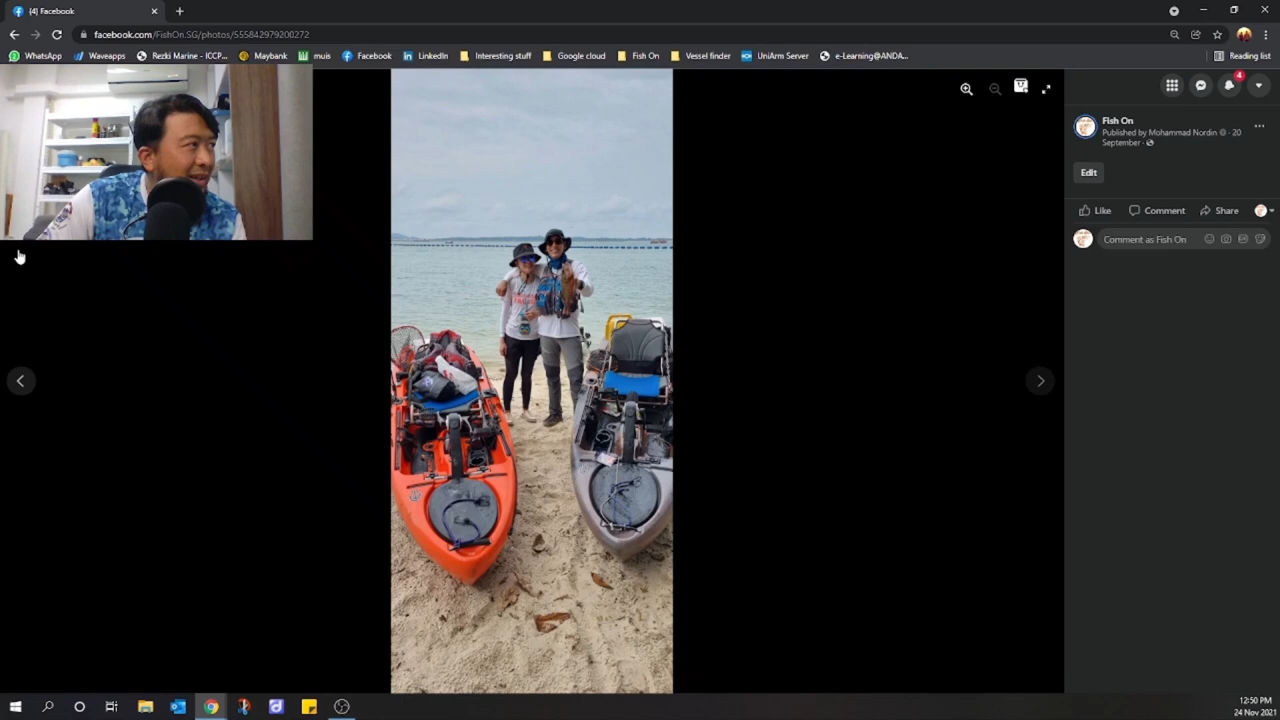 (4) Facebook
facebook.com/FishOn.SG/photos/555842979200272
WhatsApp
Waveapps
Rezki Marine - ICCP...
Maybank
muis
Facebook
LinkedIn
Interesting stuff
Google cloud
Fish On
Vessel finder
UniArm Server
e-Learning@ANDA...
Reading list
4
Fish On
Published by Mohammad Nordin
· 20
September ·
Edit
Like
Comment
Share
Comment as Fish On
12:50 PM
24 Nov 2021